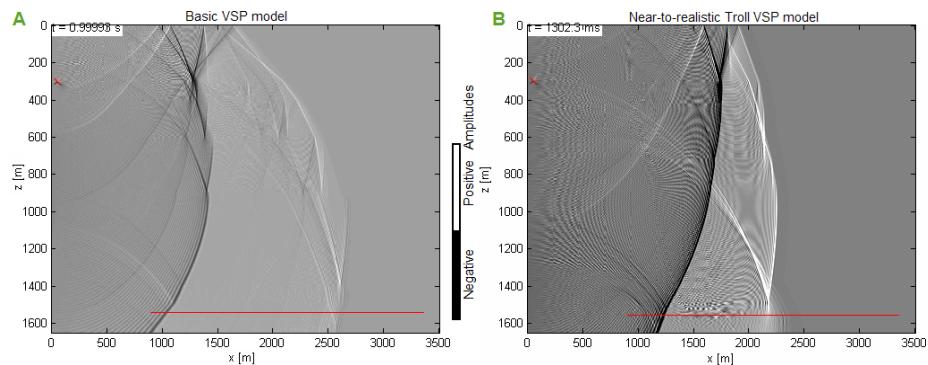 A
Basic VSP model
t = 0.99993 s
0
200
400
600
800
1000
1200
1400
1600
z [m]
0
500
1000
1500
2000
2500
3000
3500
x [m]
Amplitudes
Positive
Negative
B
Near-to-realistic Troll VSP model
t = 1302.3 ms
0
200
400
600
800
1000
1200
1400
1600
z [m]
0
500
1000
1500
2000
2500
3000
3500
x [m]